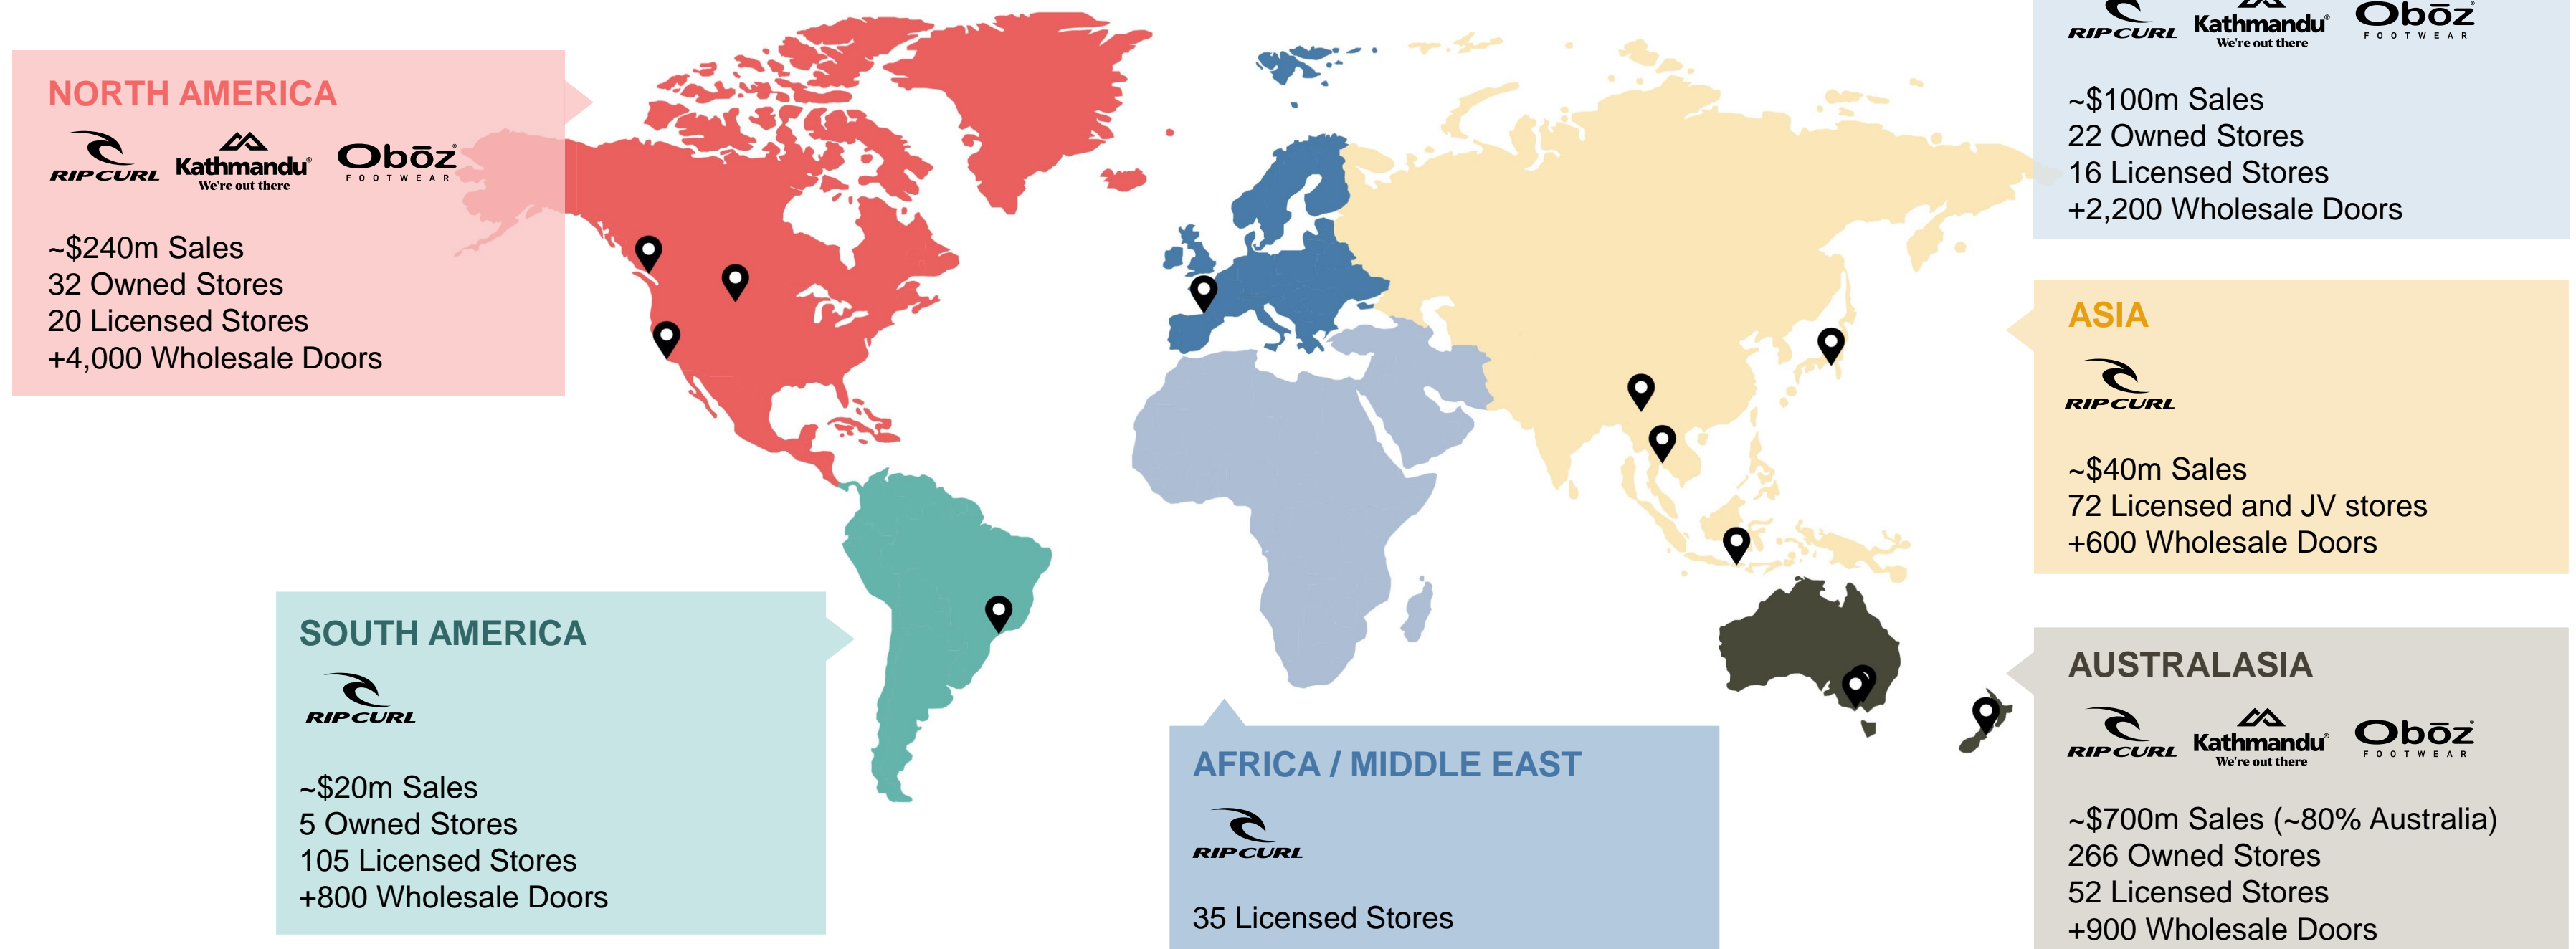 NORTH AMERICA
RIP CURL
Kathmandu®
We're out there
Obōz
FOOTWEAR
~$240m Sales
32 Owned Stores
20 Licensed Stores
+4,000 Wholesale Doors
SOUTH AMERICA
RIP CURL
~$20m Sales
5 Owned Stores
105 Licensed Stores
+800 Wholesale Doors
AFRICA / MIDDLE EAST
RIP CURL
35 Licensed Stores
RIP CURL
Kathmandu®
We're out there
Obōz
FOOTWEAR
~$100m Sales
22 Owned Stores
16 Licensed Stores
+2,200 Wholesale Doors
ASIA
RIP CURL
~$40m Sales
72 Licensed and JV stores
+600 Wholesale Doors
AUSTRALASIA
RIP CURL
Kathmandu®
We're out there
Obōz
FOOTWEAR
~$700m Sales (~80% Australia)
266 Owned Stores
52 Licensed Stores
+900 Wholesale Doors